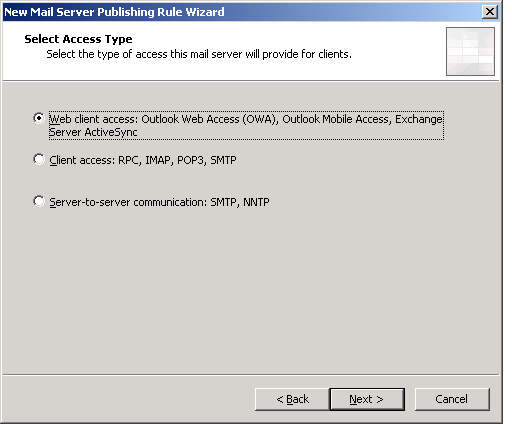 New Mail Server Publishing Rule Wizard
Select Access Type
Select the type of access this mail server will provide for clients.
Web client access: Outlook Web Access (OWA), Outlook Mobile Access, Exchange
Server ActiveSync
Client access: RPC, IMAP, POP3, SMTP
Server-to-server communication: SMTP, NNTP
< Back
Next >
Cancel